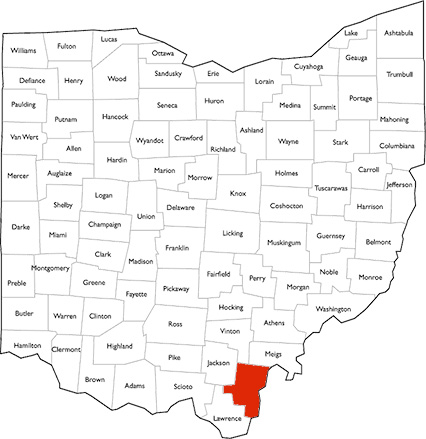 Williams
Fulton
Lucas
Ottawa
Lake
Ashtabula
Geauga
Cuyahoga
Defiance
Henry
Wood
Sandusky
Erie
Lorain
Trumbull
Paulding
Putnam
Hancock
Seneca
Huron
Medina
Summit
Portage
Mahoning
Van Wert
Allen
Wyandot
Crawford
Richland
Ashland
Wayne
Stark
Columbiana
Mercer
Auglaize
Hardin
Marion
Morrow
Knox
Holmes
Tuscarawas
Carroll
Jefferson
Shelby
Logan
Union
Delaware
Coshocton
Harrison
Darke
Miami
Champaign
Franklin
Licking
Muskingum
Guernsey
Belmont
Clark
Madison
Preble
Montgomery
Greene
Fayette
Pickaway
Fairfield
Perry
Morgan
Noble
Monroe
Butler
Warren
Clinton
Ross
Hocking
Vinton
Athens
Washington
Hamilton
Clermont
Highland
Pike
Jackson
Meigs
Brown
Adams
Scioto
Lawrence